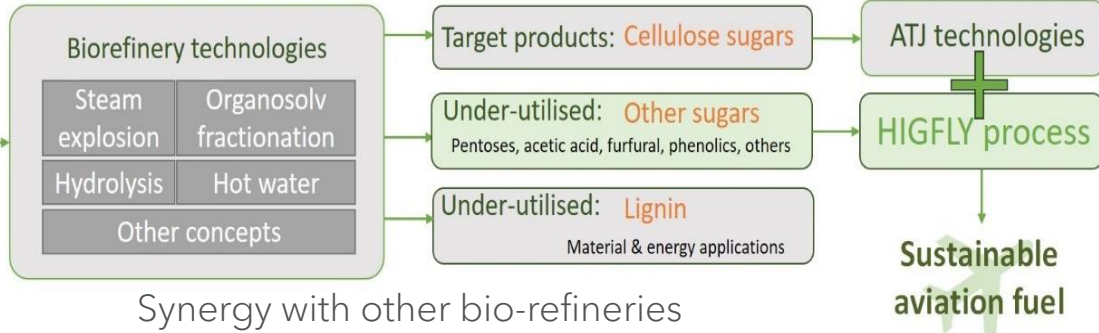 Biorefinery technologies
Steam explosion
Organosolv fractionation
Hydrolysis
Hot water
Other concepts
Target products: Cellulose sugars
Under-utilised: Other sugars
Pentoses, acetic acid, furfural, phenolics, others
Under-utilised: Lignin
Material & energy applications
ATJ technologies
+
HIGFLY process
Sustainable
aviation fuel
Synergy with other bio-refineries